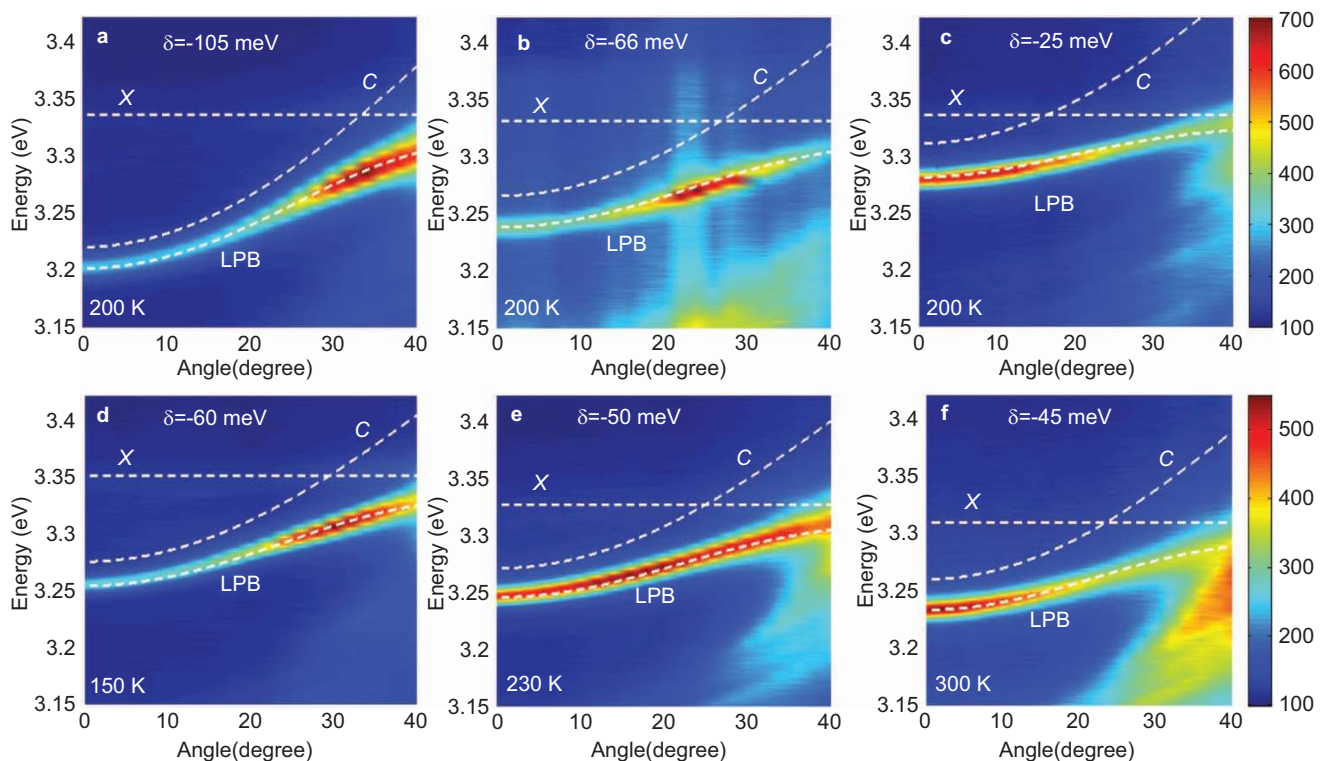 a δ=-105 meV
C
X
LPB
200 K
3.4
3.35
3.3
3.25
3.2
3.15
Energy (eV)
0 10 20 30 40
Angle(degree)
b δ=-66 meV
C
X
LPB
200 K
3.4
3.35
3.3
3.25
3.2
3.15
Energy (eV)
0 10 20 30 40
Angle(degree)
c δ=-25 meV
C
X
LPB
200 K
3.4
3.35
3.3
3.25
3.2
3.15
Energy (eV)
0 10 20 30 40
Angle(degree)
700
600
500
400
300
200
100
d δ=-60 meV
C
X
LPB
150 K
3.4
3.35
3.3
3.25
3.2
3.15
Energy (eV)
0 10 20 30 40
Angle(degree)
e δ=-50 meV
C
X
LPB
230 K
3.4
3.35
3.3
3.25
3.2
3.15
Energy (eV)
0 10 20 30 40
Angle(degree)
f δ=-45 meV
C
X
LPB
300 K
3.4
3.35
3.3
3.25
3.2
3.15
Energy (eV)
0 10 20 30 40
Angle(degree)
500
400
300
200
100